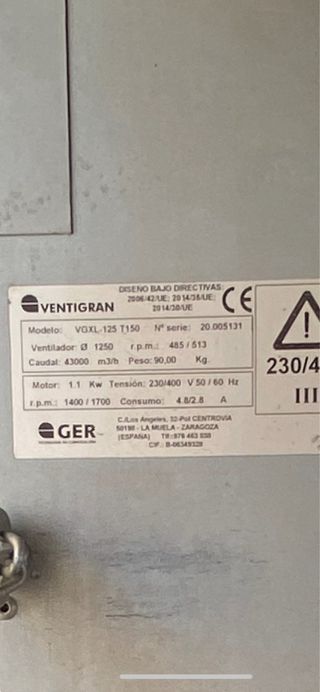 VENTIGRAN
DISEÑO BAJO DIRECTIVAS:
2006/42/UE; 2014/35/UE;
2014/30/UE
CE
Modelo: VGXL-125 T150 Nº serie: 20.005131
Ventilador: Ø 1250 r.p.m.: 485 / 513
Caudal: 43000 m3/h Peso: 90,00 Kg.
Motor: 1.1 Kw Tensión: 230/400 V 50 / 60 Hz
r.p.m.: 1400 / 1700 Consumo: 4.8/2.8 A
GER
C./Los Angeles, 32-Pol CENTROVIA
50198 - LA MUELA - ZARAGOZA
(ESPAÑA) Tlf.:976 463 938
CIF.: B-06349328
230/4
III